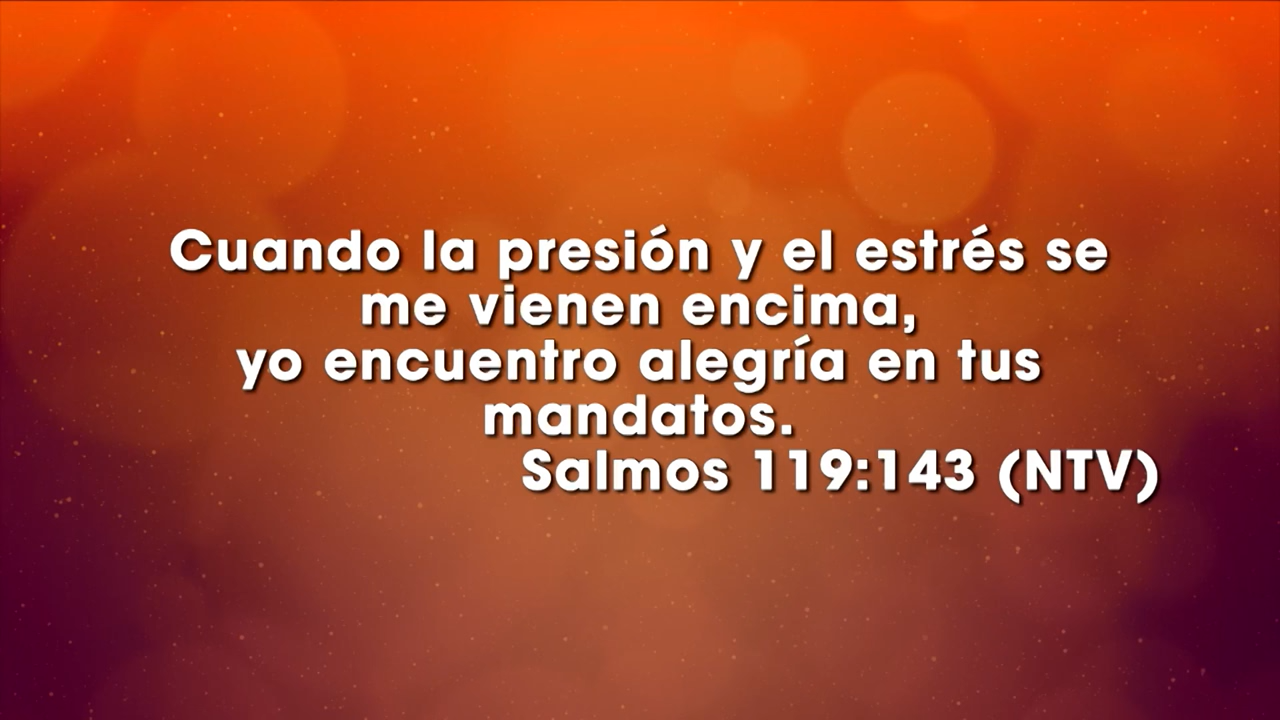 Cuando la presión y el estrés se
me vienen encima,
yo encuentro alegría en tus
mandatos.
Salmos 119:143 (NTV)